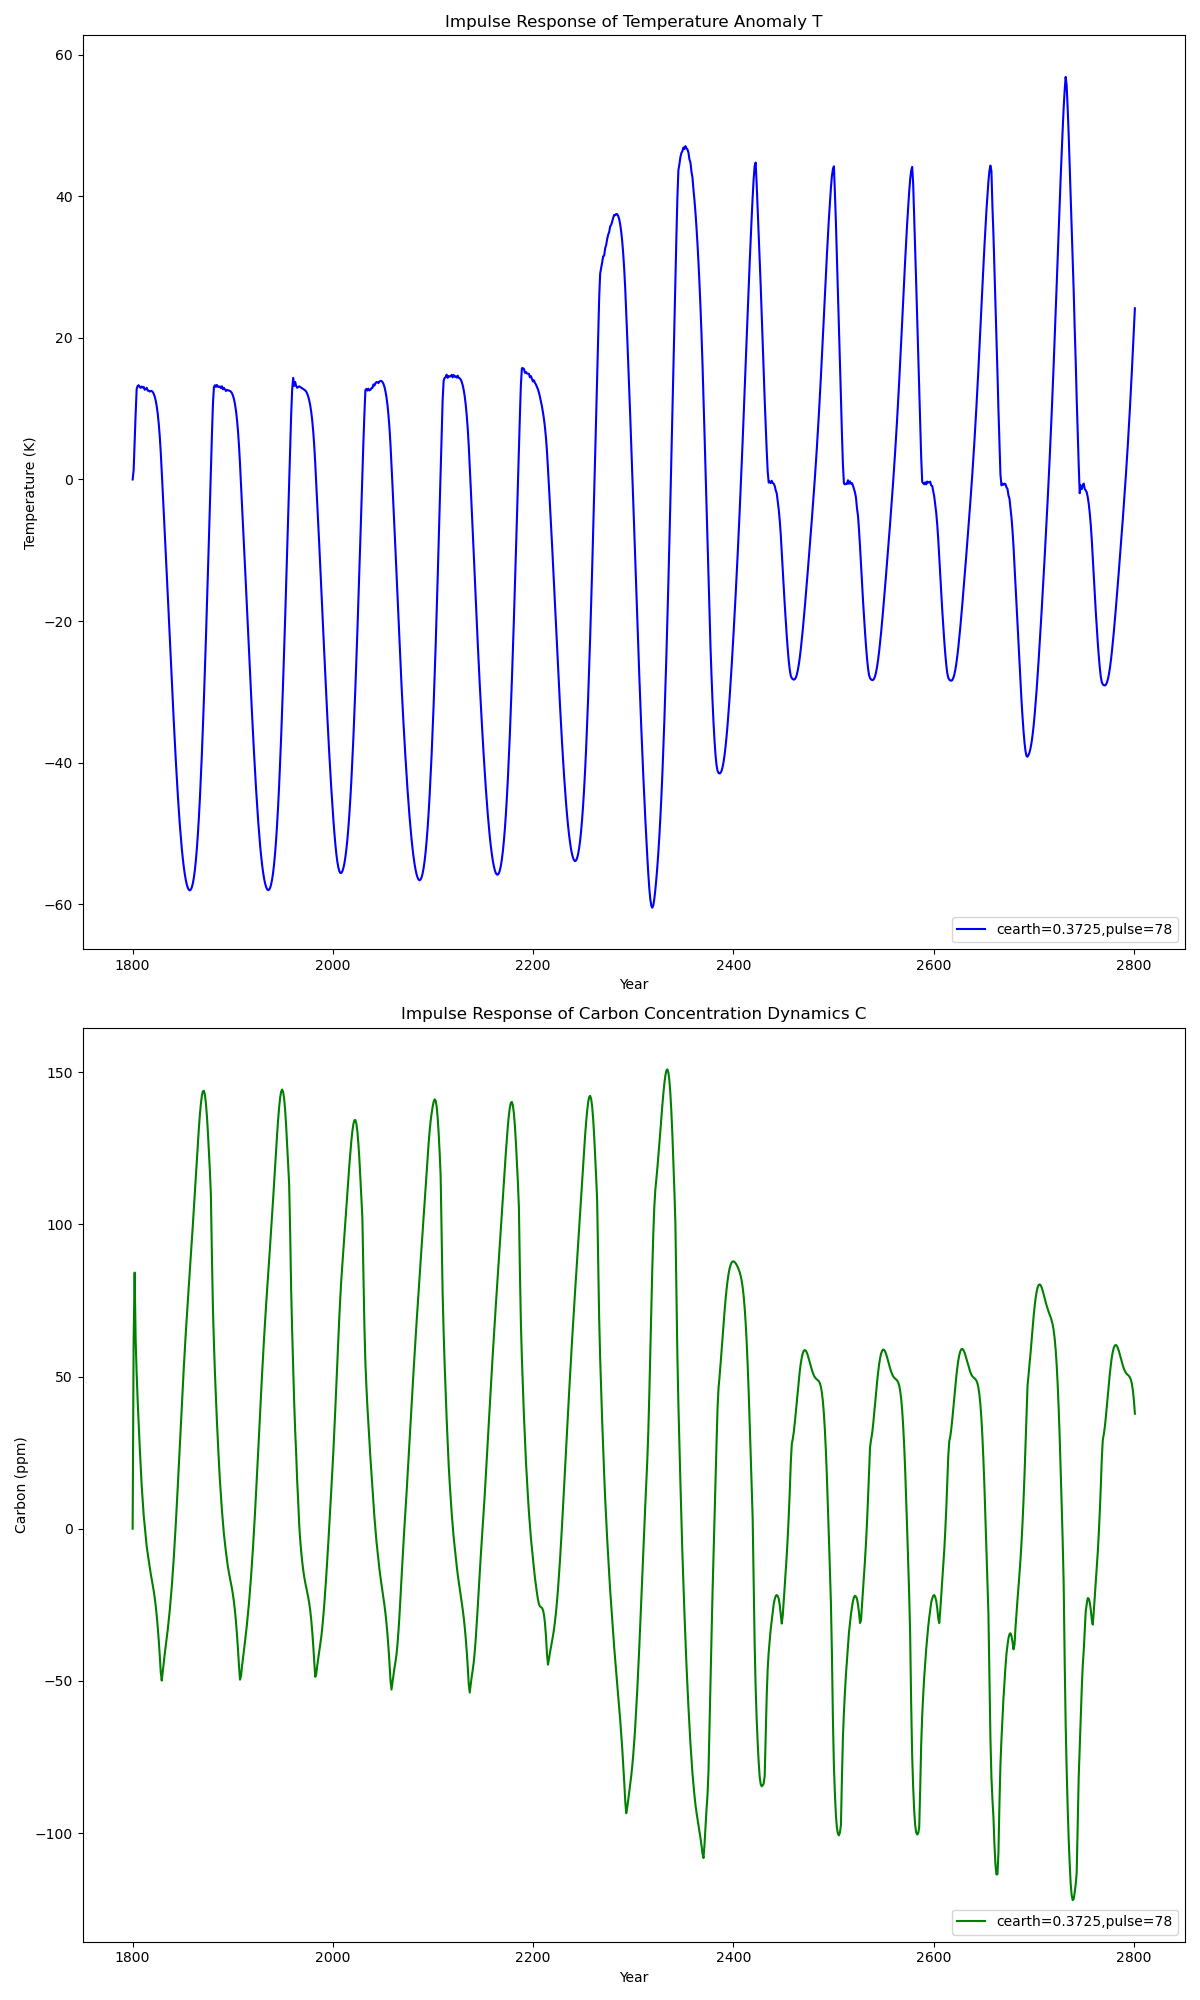 Impulse Response of Temperature Anomaly T
60
40
20
0
−20
−40
−60
Temperature (K)
cearth=0.3725,pulse=78
1800 2000 2200 2400 2600 2800
Year
Impulse Response of Carbon Concentration Dynamics C
150
100
50
0
−50
−100
Carbon (ppm)
cearth=0.3725,pulse=78
1800 2000 2200 2400 2600 2800
Year